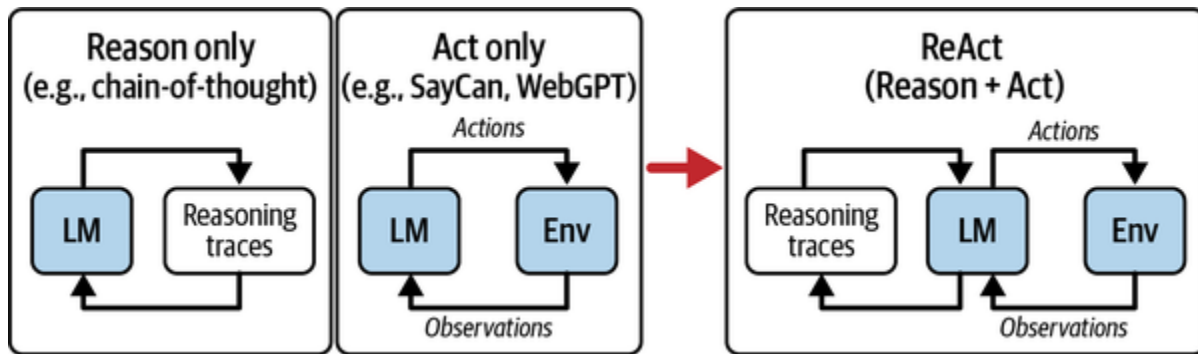 Reason only
(e.g., chain-of-thought)
LM
Reasoning
traces
Act only
(e.g., SayCan, WebGPT)
Actions
LM
Env
Observations
ReAct
(Reason + Act)
Actions
Reasoning
traces
LM
Env
Observations